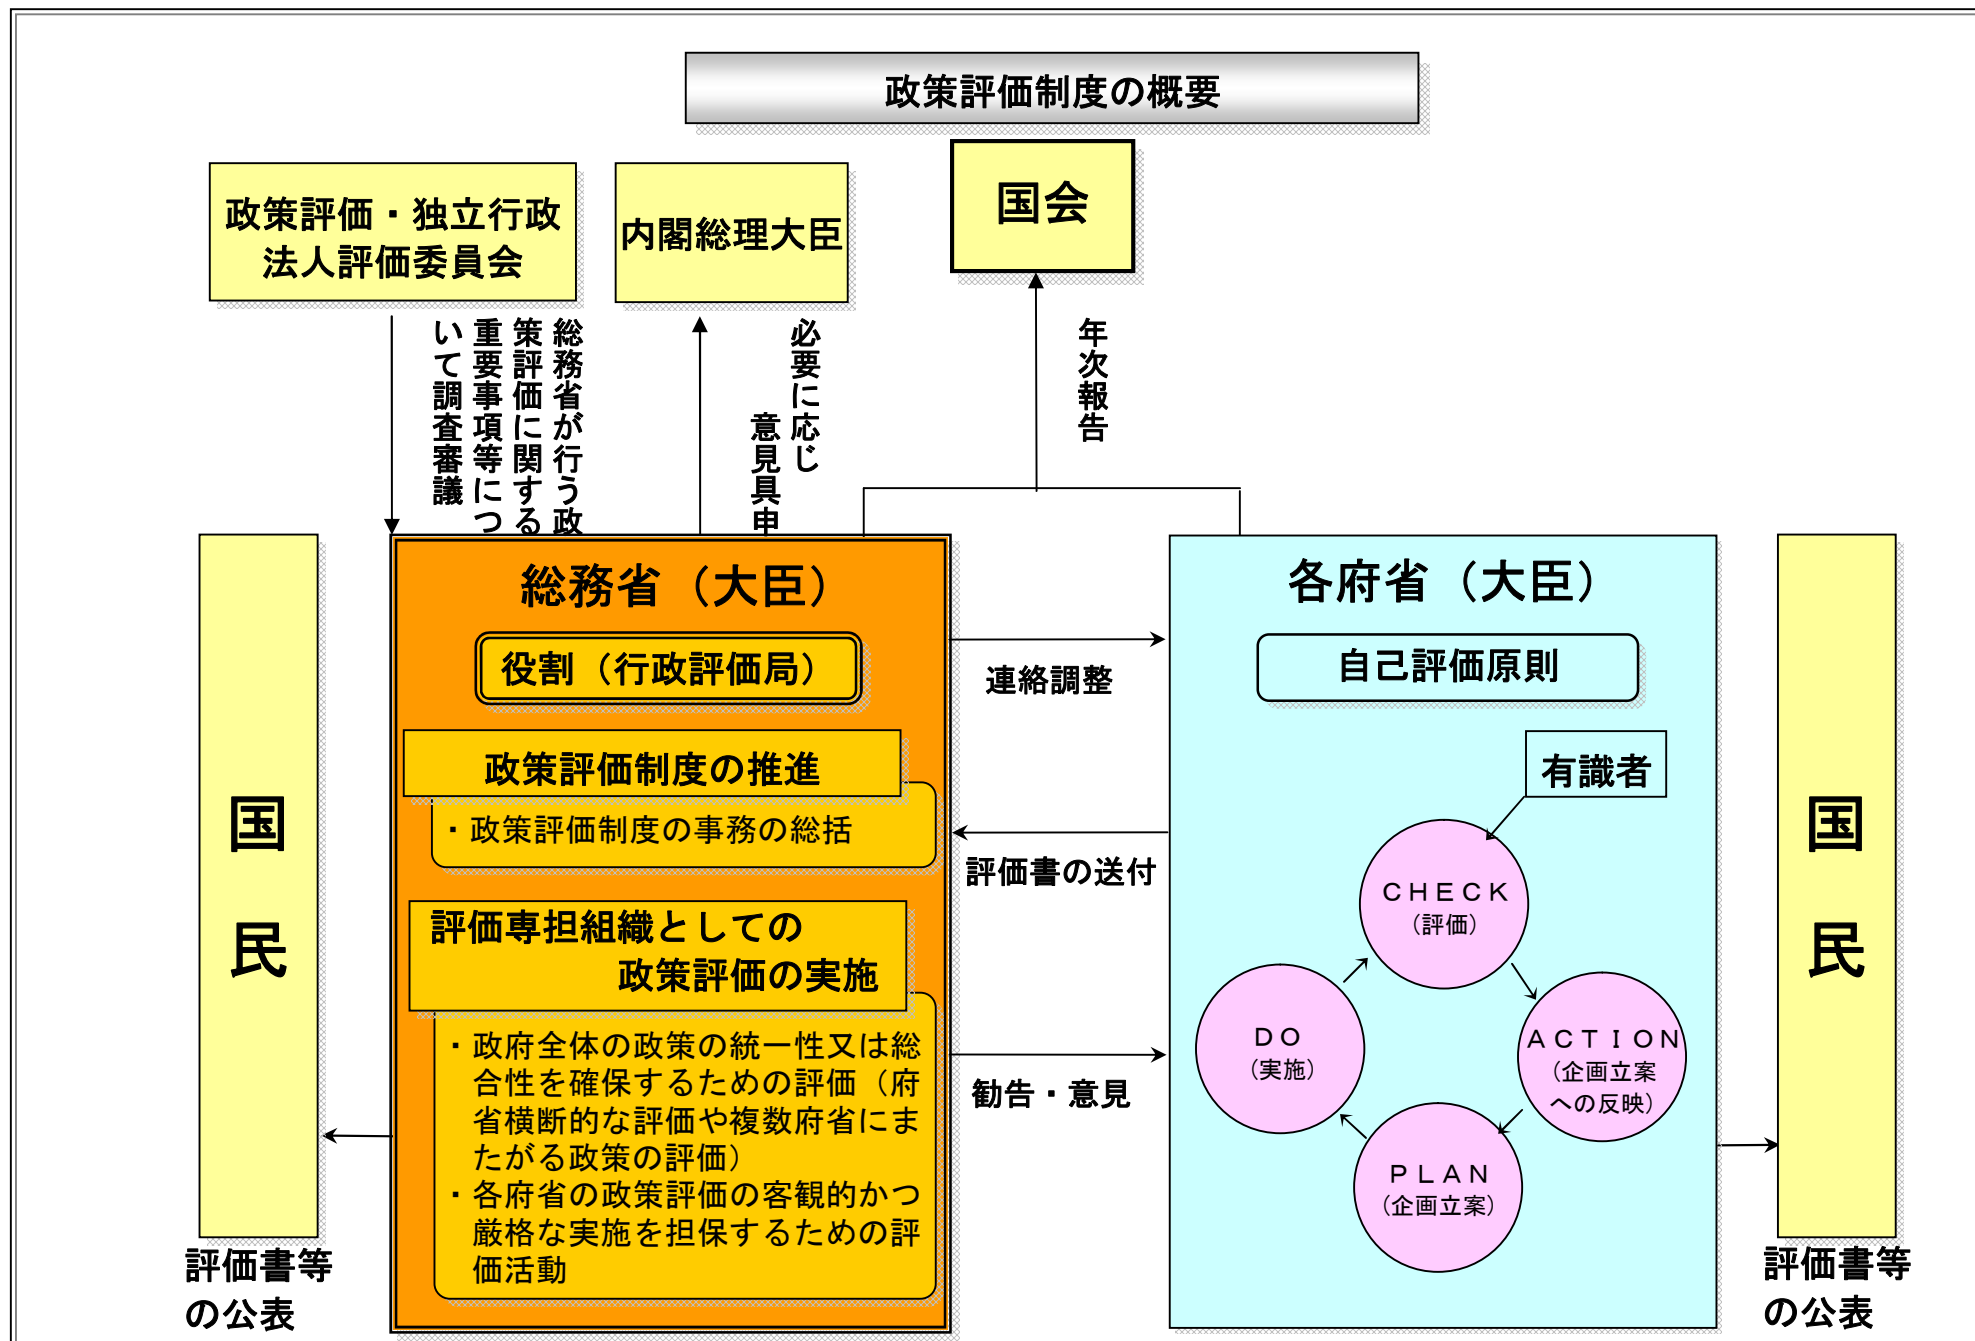 政策評価制度の概要
政策評価・独立行政
法人評価委員会
内閣総理大臣
国会
総務省が行う政
策評価に関する
重要事項等につ
いて調査審議
必要に応じ
意見具申
年次報告
国民
評価書等
の公表
総務省（大臣）
役割（行政評価局）
政策評価制度の推進
・政策評価制度の事務の総括
評価専担組織としての
政策評価の実施
・政府全体の政策の統一性又は総
合性を確保するための評価（府
省横断的な評価や複数府省にま
たがる政策の評価）
・各府省の政策評価の客観的かつ
厳格な実施を担保するための評
価活動
連絡調整
評価書の送付
勧告・意見
各府省（大臣）
自己評価原則
有識者
ＣＨＥＣＫ
（評価）
ＤＯ
（実施）
ＡＣＴＩＯＮ
（企画立案
への反映）
ＰＬＡＮ
（企画立案）
国民
評価書等
の公表